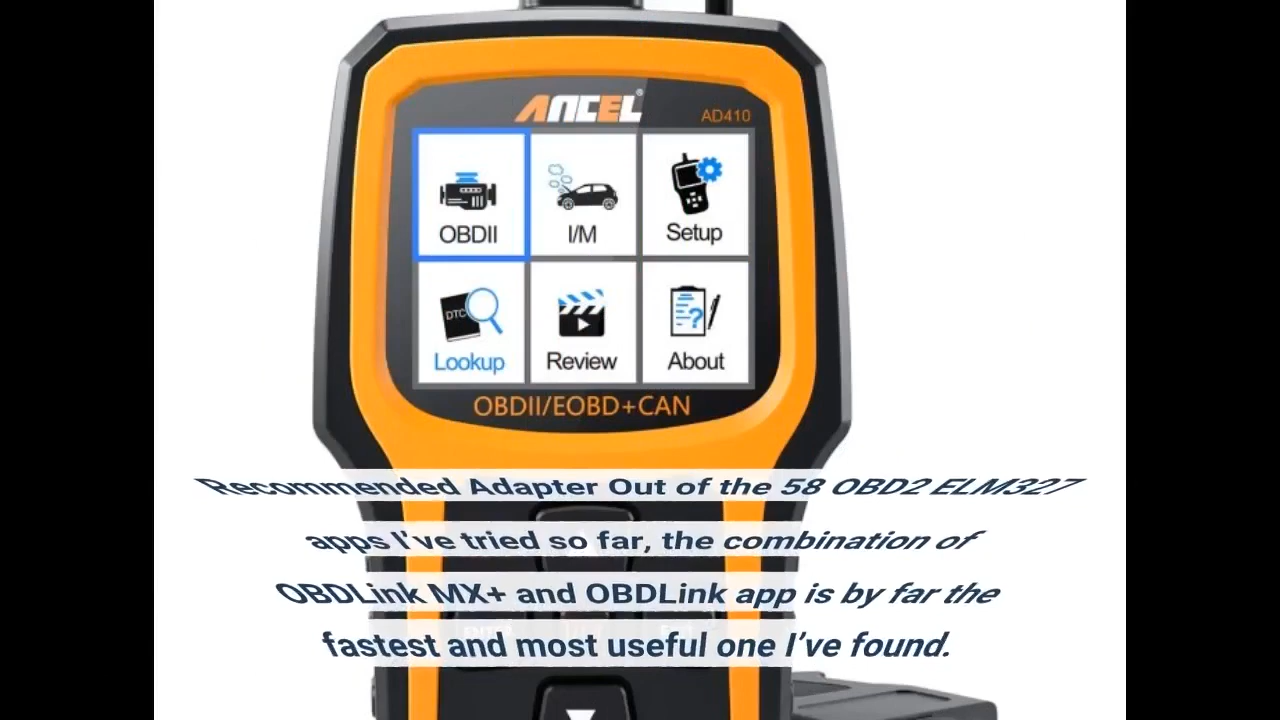 ANCEL®
AD410
OBDII
I/M
Setup
DTC
Lookup
Review
About
OBDII/EOBD+CAN
Recommended Adapter Out of the 58 OBD2 ELM327
apps I’ve tried so far, the combination of
OBDLink MX+ and OBDLink app is by far the
fastest and most useful one I’ve found.